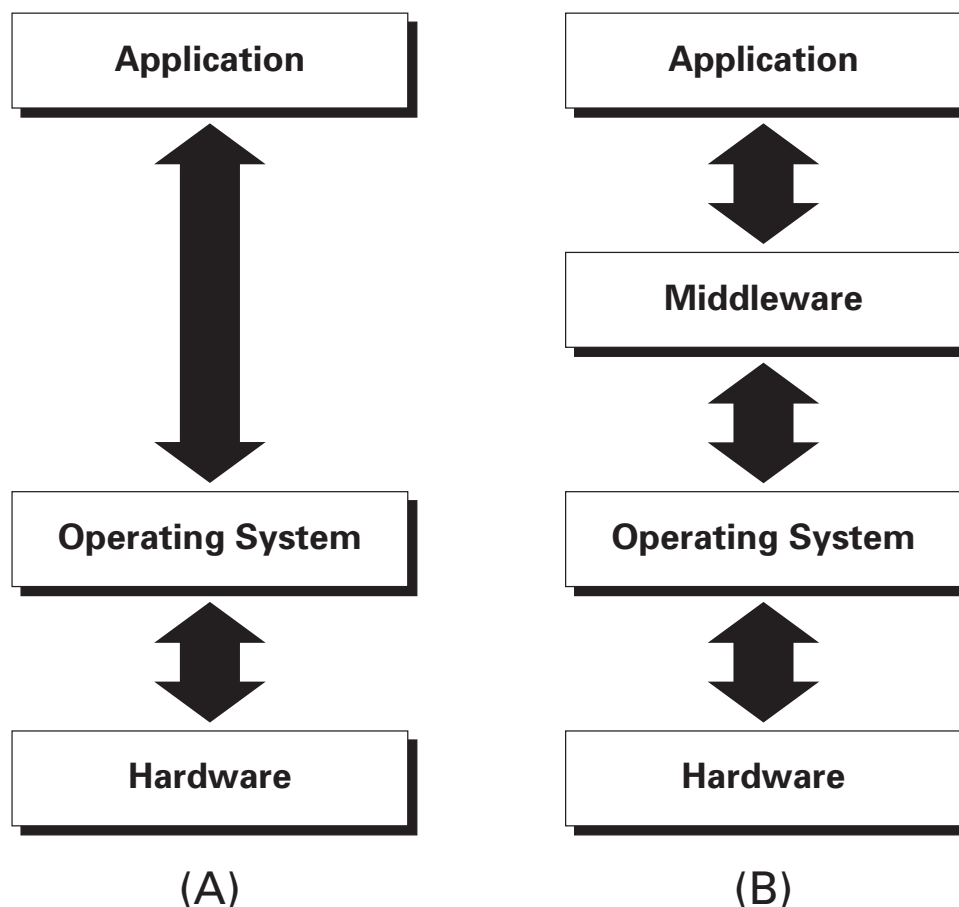 Application
Operating System
Hardware
(A)
Application
Middleware
Operating System
Hardware
(B)